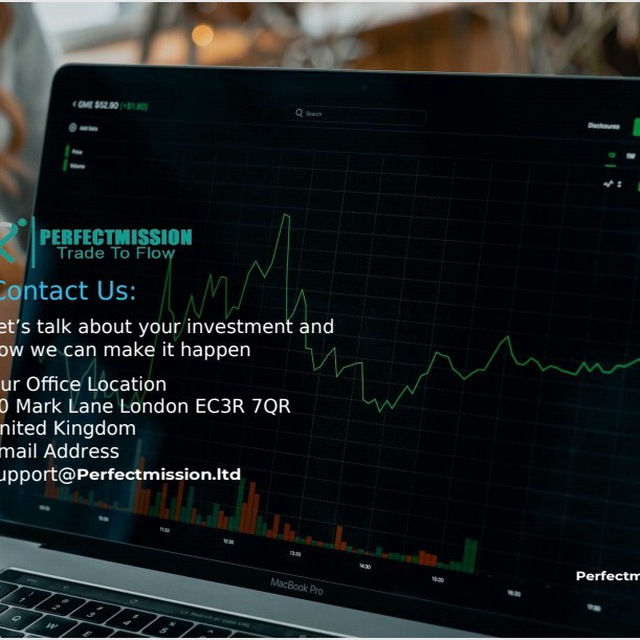 < GME $52.90 (+$1.80)
Search
Disclosures
Add Data
Price
Volume
5W
PERFECTMISSION
Trade To Flow
Contact Us:
et’s talk about your investment and
ow we can make it happen
ur Office Location
0 Mark Lane London EC3R 7QR
nited Kingdom
mail Address
upport@Perfectmission.ltd
10:30
11:30
12:30
13:30
14:30
15:30
16:30
17:30
Perfectm
MacBook Pro